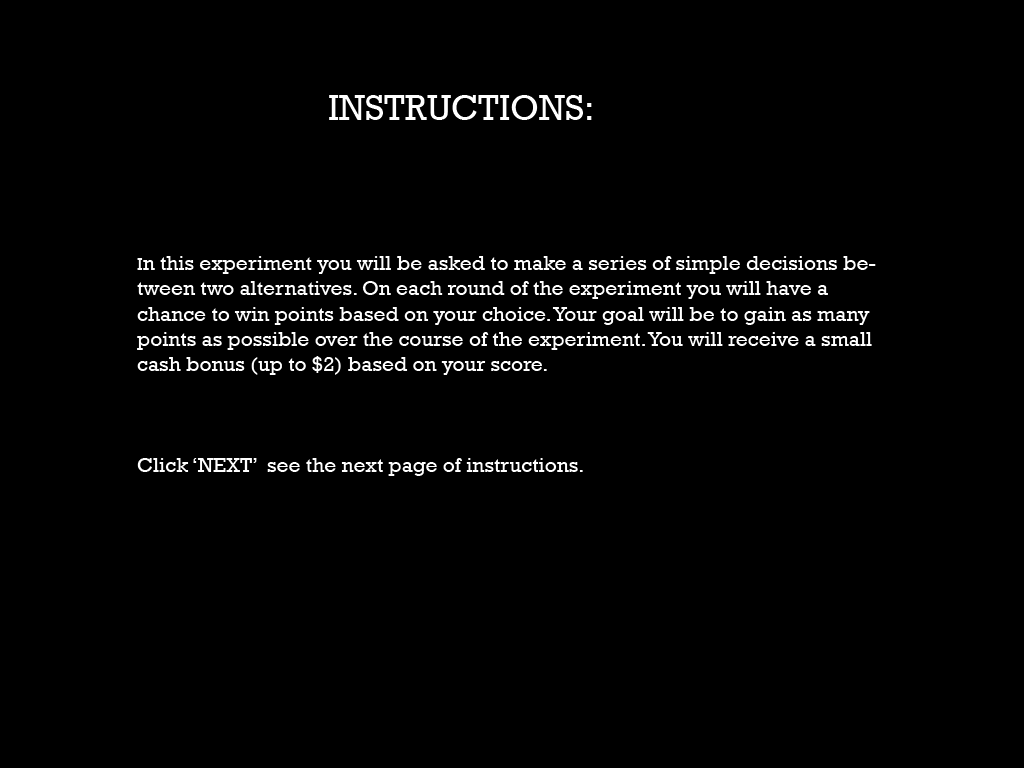 INSTRUCTIONS:
In this experiment you will be asked to make a series of simple decisions be-
tween two alternatives. On each round of the experiment you will have a
chance to win points based on your choice. Your goal will be to gain as many
points as possible over the course of the experiment. You will receive a small
cash bonus (up to $2) based on your score.
Click ‘NEXT’  see the next page of instructions.